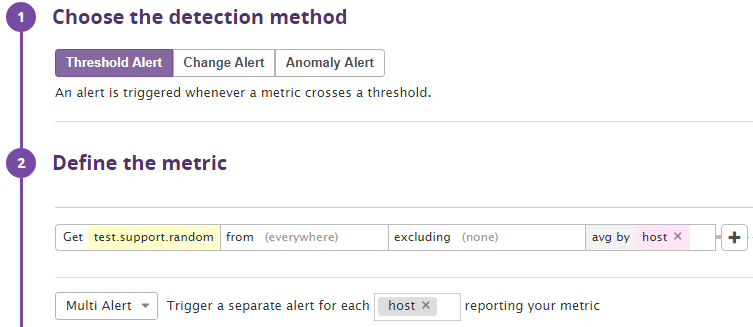 1 Choose the detection method
Threshold Alert Change Alert Anomaly Alert
An alert is triggered whenever a metric crosses a threshold.
2 Define the metric
Get test.support.random from (everywhere) excluding (none) avg by host × +
Multi Alert Trigger a separate alert for each host × reporting your metric